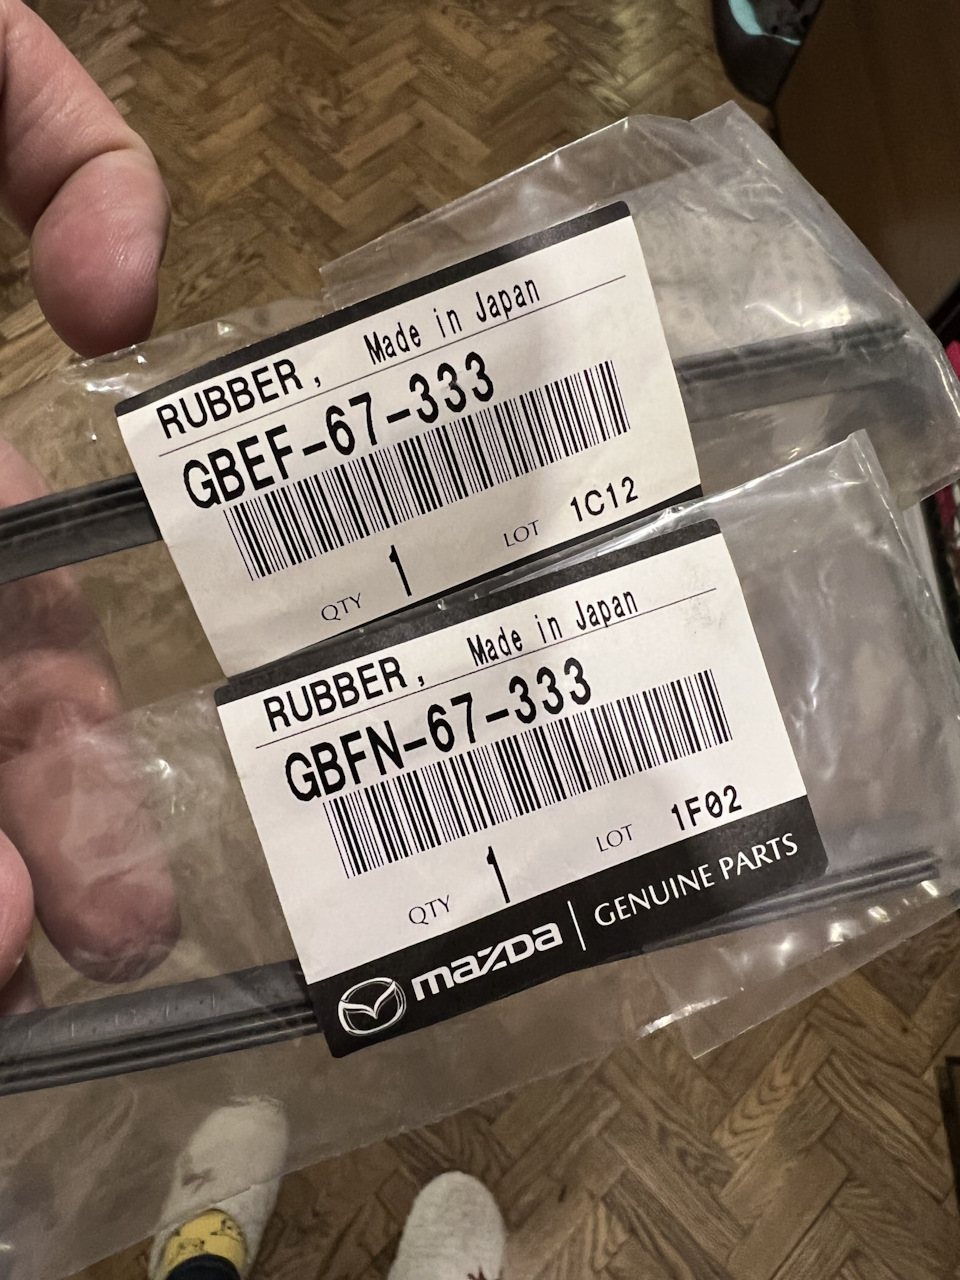 RUBBER, Made in Japan
GBEF-67-333
QTY 1 LOT 1C12
RUBBER, Made in Japan
GBFN-67-333
QTY 1 LOT 1F02
mazda | GENUINE PARTS